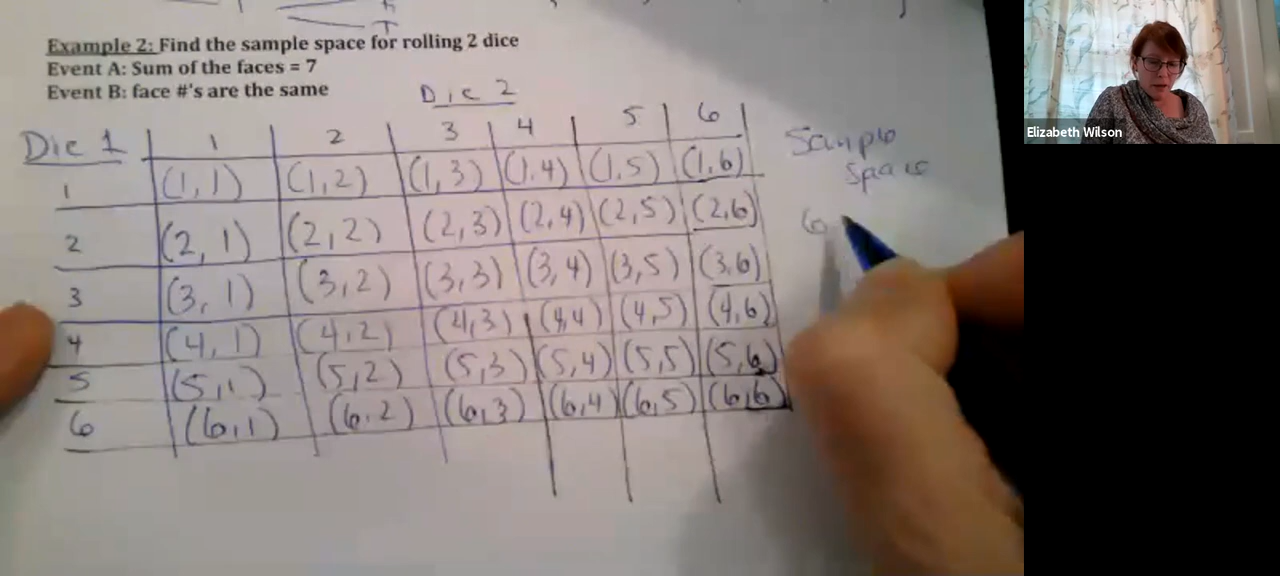 T
Example 2: Find the sample space for rolling 2 dice
Event A: Sum of the faces = 7
Event B: face #'s are the same
Die 2
Die 1 1 2 3 4 5 6
1 (1,1) (1,2) (1,3) (1,4) (1,5) (1,6)
2 (2,1) (2,2) (2,3) (2,4) (2,5) (2,6)
3 (3,1) (3,2) (3,3) (3,4) (3,5) (3,6)
4 (4,1) (4,2) (4,3) (4,4) (4,5) (4,6)
5 (5,1) (5,2) (5,3) (5,4) (5,5) (5,6)
6 (6,1) (6,2) (6,3) (6,4) (6,5) (6,6)
Sample
space
6
Elizabeth Wilson